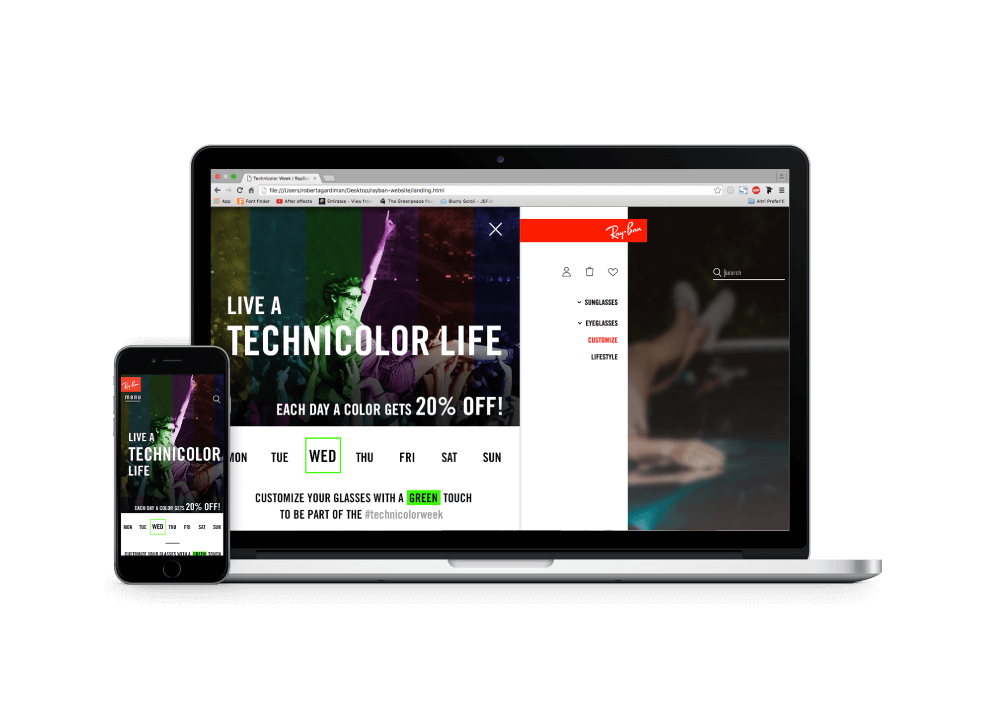 Technicolor Week | RayBan
file:///Users/robertagardiman/Desktop/rayban-website/landing.html
App
Font finder
After effects
Emirates - View from
The Greenpeace
Blurry Scroll - JSFid
Altri Preferiti
LIVE A
TECHNICOLOR LIFE
EACH DAY A COLOR GETS 20% OFF!
MON TUE WED THU FRI SAT SUN
CUSTOMIZE YOUR GLASSES WITH A GREEN TOUCH
TO BE PART OF THE #technicolorweek
Ray-Ban
SUNGLASSES
EYEGLASSES
CUSTOMIZE
LIFESTYLE
Search
Ray-Ban
menu
LIVE A
TECHNICOLOR
LIFE
EACH DAY A COLOR GETS 20% OFF!
MON TUE WED THU FRI SAT SUN
CUSTOMIZE YOUR GLASSES WITH A GREEN TOUCH